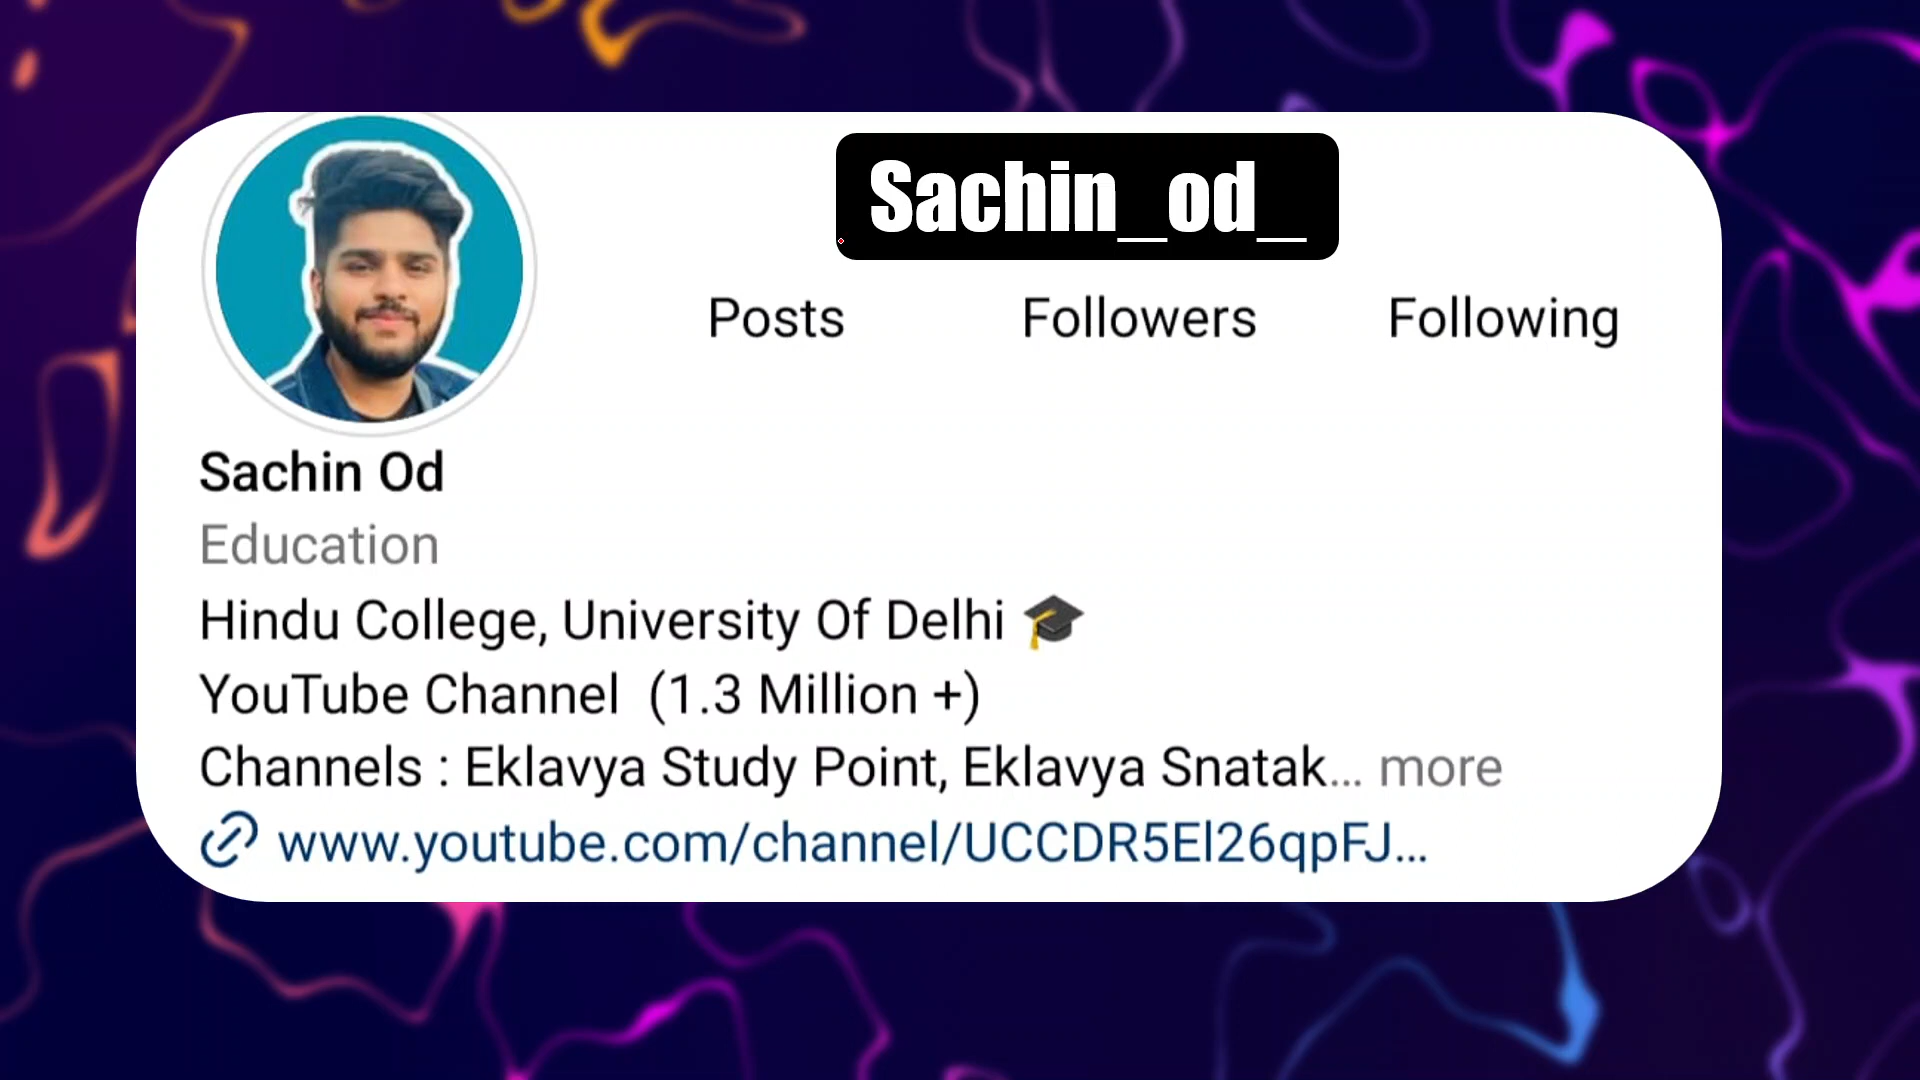 Sachin_od_
Posts Followers Following
Sachin Od
Education
Hindu College, University Of Delhi 🎓
YouTube Channel (1.3 Million +)
Channels : Eklavya Study Point, Eklavya Snatak... more
www.youtube.com/channel/UCCDR5El26qpFJ...